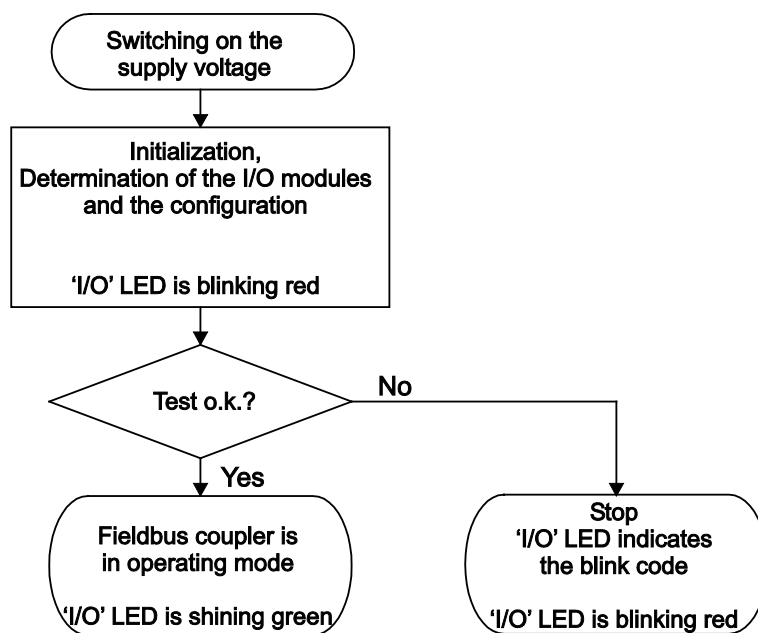 Switching on the
supply voltage
Initialization,
Determination of the I/O modules
and the configuration
‘I/O’ LED is blinking red
Test o.k.?
No
Yes
Fieldbus coupler is
in operating mode
‘I/O’ LED is shining green
Stop
‘I/O’ LED indicates
the blink code
‘I/O’ LED is blinking red